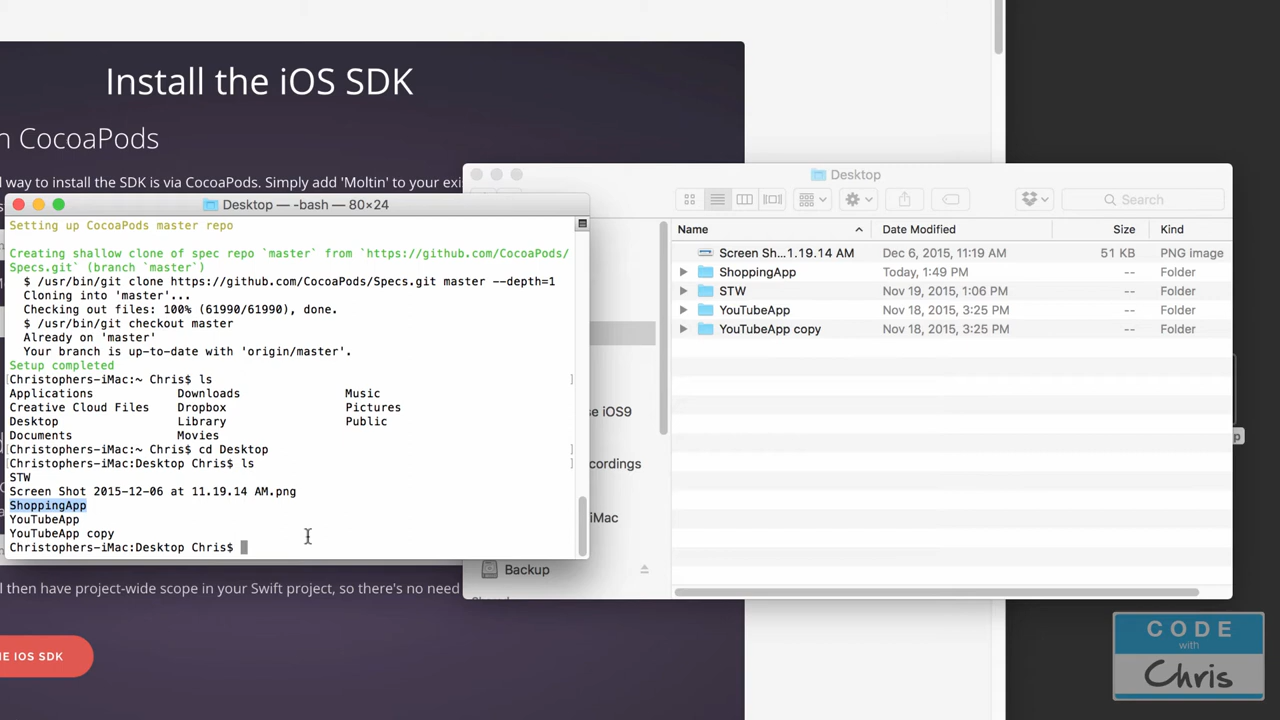 Install the iOS SDK
n CocoaPods
d way to install the SDK is via CocoaPods. Simply add 'Moltin' to your exi
Desktop — -bash — 80×24
Setting up CocoaPods master repo
Creating shallow clone of spec repo `master` from `https://github.com/CocoaPods/
Specs.git` (branch `master`)
$ /usr/bin/git clone https://github.com/CocoaPods/Specs.git master --depth=1
Cloning into 'master'...
Checking out files: 100% (61990/61990), done.
$ /usr/bin/git checkout master
Already on 'master'
Your branch is up-to-date with 'origin/master'.
Setup completed
[Christophers-iMac:~ Chris$ ls ]
Applications Downloads Music
Creative Cloud Files Dropbox Pictures
Desktop Library Public
Documents Movies
[Christophers-iMac:~ Chris$ cd Desktop ]
[Christophers-iMac:Desktop Chris$ ls ]
STW
Screen Shot 2015-12-06 at 11.19.14 AM.png
ShoppingApp
YouTubeApp
YouTubeApp copy
Christophers-iMac:Desktop Chris$
l then have project-wide scope in your Swift project, so there's no need
E IOS SDK
Desktop
Search
Name Date Modified Size Kind
Screen Sh...1.19.14 AM Dec 6, 2015, 11:19 AM 51 KB PNG image
ShoppingApp Today, 1:49 PM -- Folder
STW Nov 19, 2015, 1:06 PM -- Folder
YouTubeApp Nov 18, 2015, 3:25 PM -- Folder
YouTubeApp copy Nov 18, 2015, 3:25 PM -- Folder
se iOS9
cordings
iMac
Backup
p
CODE
with
Chris